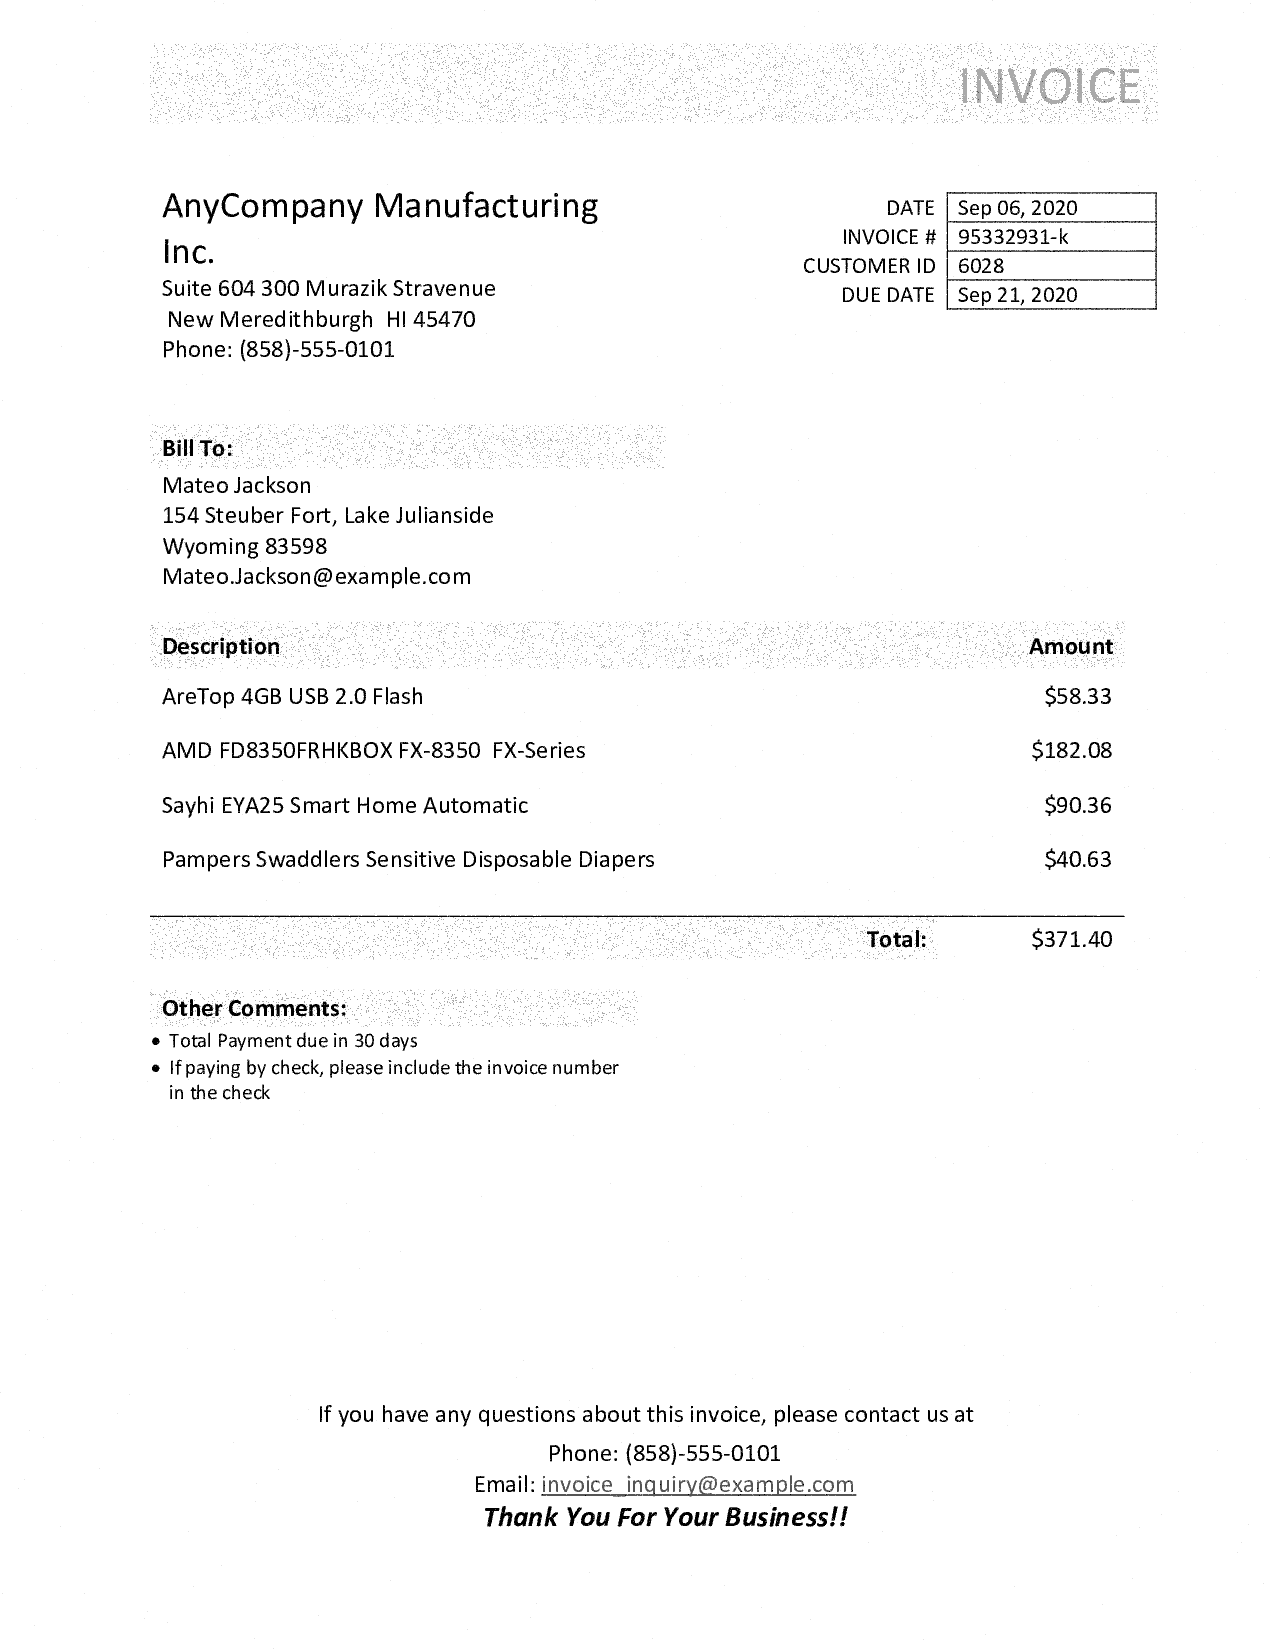 INVOICE
AnyCompany Manufacturing
Inc.
Suite 604 300 Murazik Stravenue
New Meredithburgh HI 45470
Phone: (858)-555-0101
DATE Sep 06, 2020
INVOICE # 95332931-k
CUSTOMER ID 6028
DUE DATE Sep 21, 2020
Bill To:
Mateo Jackson
154 Steuber Fort, Lake Julianside
Wyoming 83598
Mateo.Jackson@example.com
Description Amount
AreTop 4GB USB 2.0 Flash $58.33
AMD FD8350FRHKBOX FX-8350 FX-Series $182.08
Sayhi EYA25 Smart Home Automatic $90.36
Pampers Swaddlers Sensitive Disposable Diapers $40.63
Total: $371.40
Other Comments:
• Total Payment due in 30 days
• If paying by check, please include the invoice number
in the check
If you have any questions about this invoice, please contact us at
Phone: (858)-555-0101
Email: invoice_inquiry@example.com
Thank You For Your Business!!